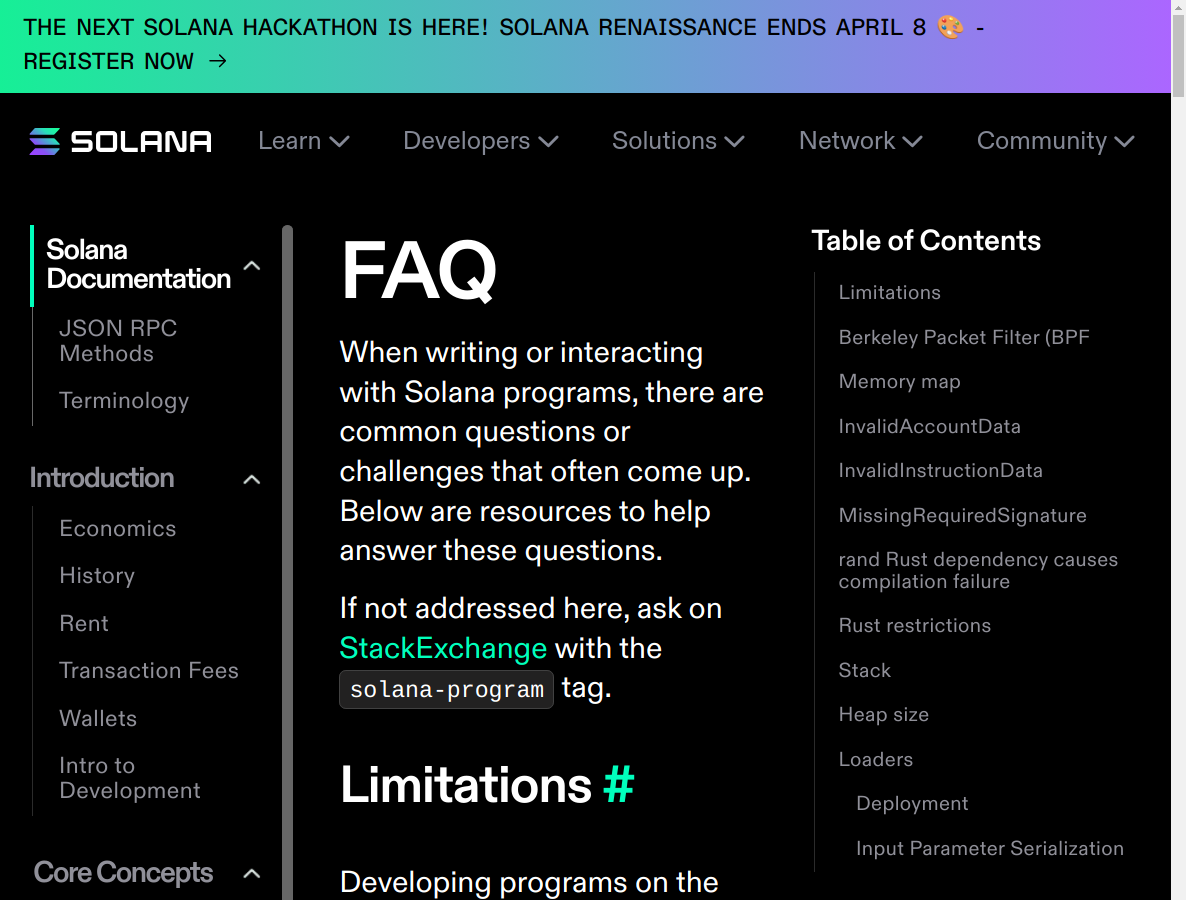 THE NEXT SOLANA HACKATHON IS HERE! SOLANA RENAISSANCE ENDS APRIL 8 🎨 -
REGISTER NOW →
SOLANA
Learn
Developers
Solutions
Network
Community
Solana
Documentation
JSON RPC
Methods
Terminology
Introduction
Economics
History
Rent
Transaction Fees
Wallets
Intro to
Development
Core Concepts
FAQ
When writing or interacting
with Solana programs, there are
common questions or
challenges that often come up.
Below are resources to help
answer these questions.
If not addressed here, ask on
StackExchange with the
solana-program tag.
Limitations #
Developing programs on the
Table of Contents
Limitations
Berkeley Packet Filter (BPF
Memory map
InvalidAccountData
InvalidInstructionData
MissingRequiredSignature
rand Rust dependency causes
compilation failure
Rust restrictions
Stack
Heap size
Loaders
Deployment
Input Parameter Serialization